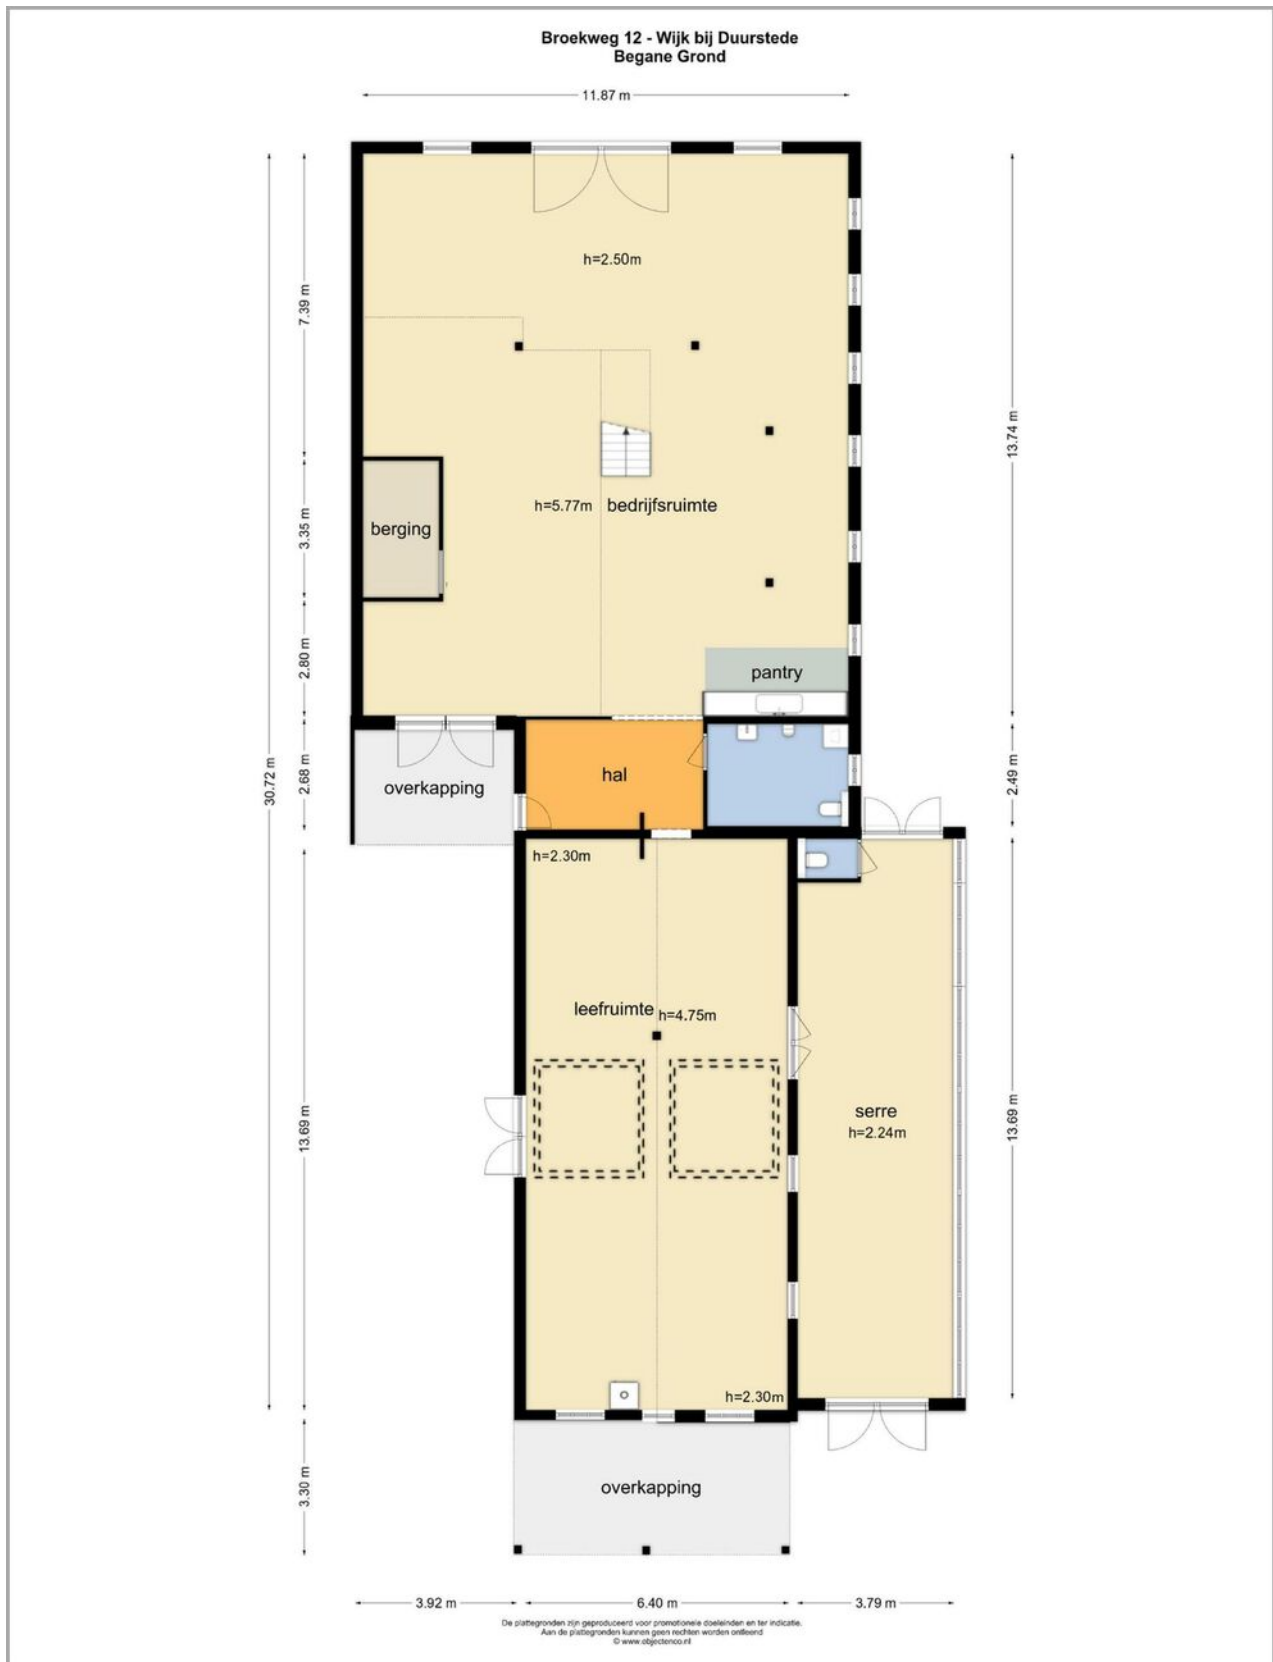 Broekweg 12 - Wijk bij Duurstede
Begane Grond
11.87 m
h=2.50m
7.39 m
13.74 m
h=5.77m bedrijfsruimte
berging
3.35 m
2.80 m
pantry
30.72 m
2.68 m
overkapping
hal
2.49 m
h=2.30m
leefruimte
h=4.75m
13.69 m
serre
h=2.24m
13.69 m
h=2.30m
3.30 m
overkapping
3.92 m
6.40 m
3.79 m
De plattegronden zijn geproduceerd voor promotionele doeleinden en ter indicatie.
Aan de plattegronden kunnen geen rechten worden ontleend
© www.objectenco.nl